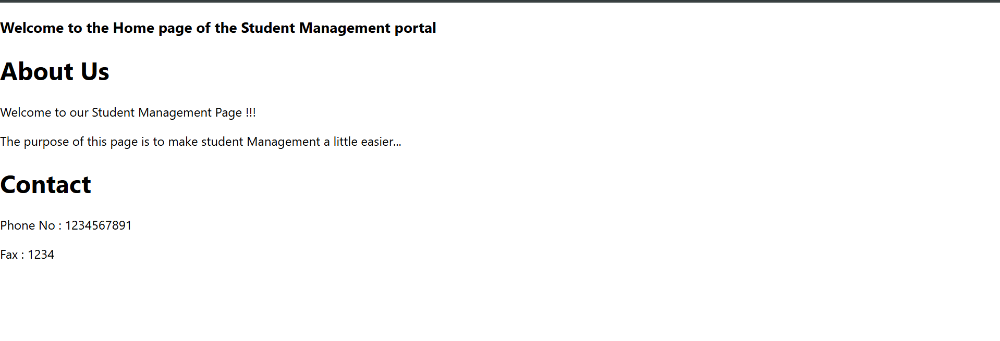 Welcome to the Home page of the Student Management portal
About Us
Welcome to our Student Management Page !!!
The purpose of this page is to make student Management a little easier...
Contact
Phone No : 1234567891
Fax : 1234